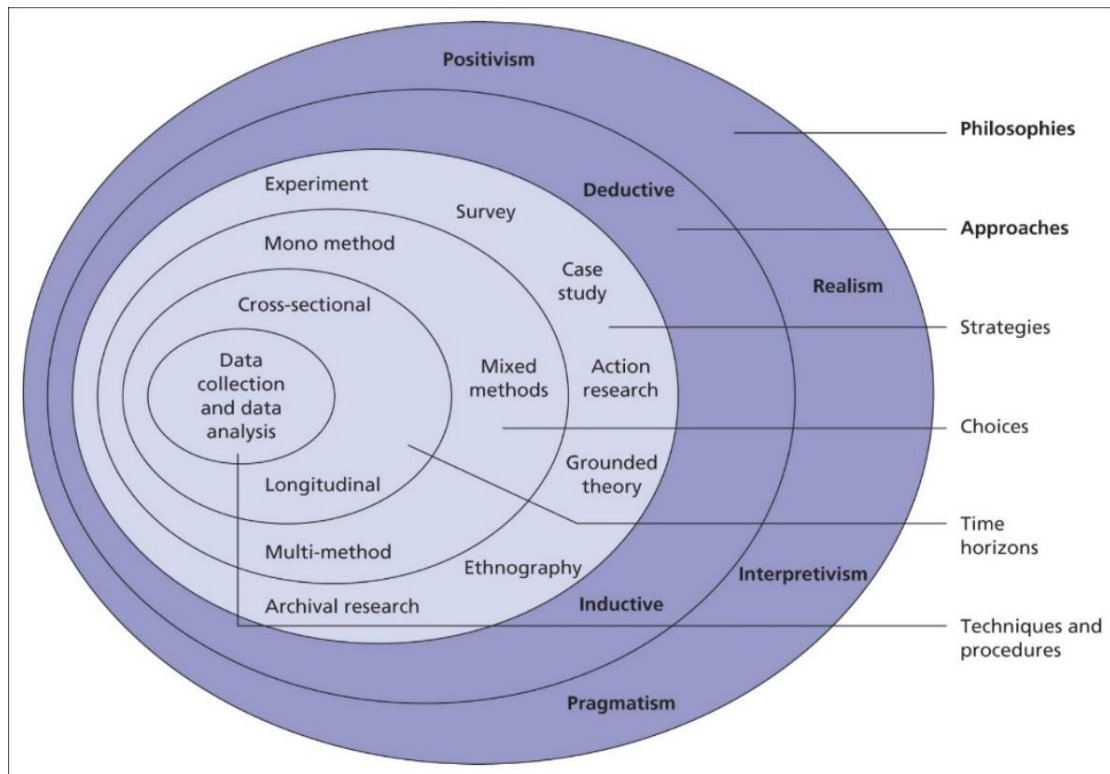 Positivism
Philosophies
Experiment
Deductive
Survey
Approaches
Mono method
Case
study
Realism
Cross-sectional
Strategies
Data
collection
and data
analysis
Mixed
methods
Action
research
Choices
Grounded
theory
Longitudinal
Time
horizons
Multi-method
Ethnography
Interpretivism
Archival research
Inductive
Techniques and
procedures
Pragmatism